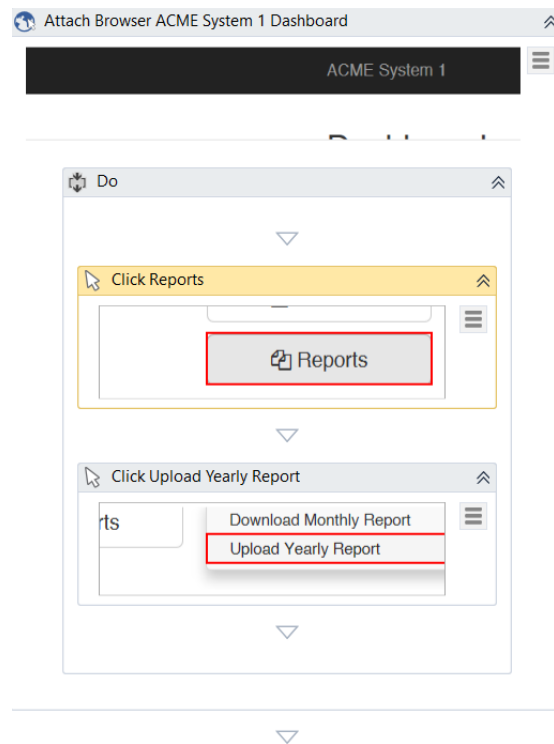 Attach Browser ACME System 1 Dashboard
ACME System 1
Do
Click Reports
Reports
Click Upload Yearly Report
rts
Download Monthly Report
Upload Yearly Report